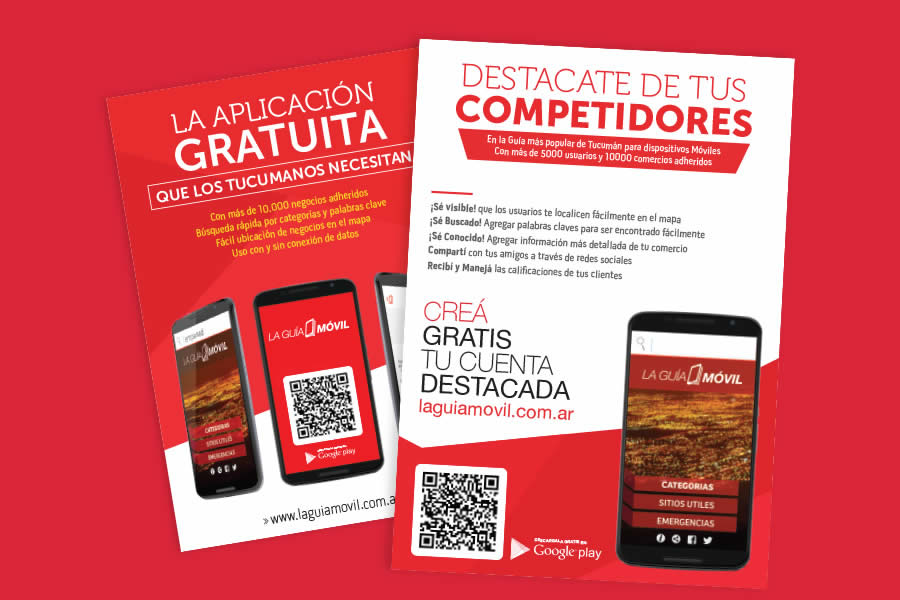 LA APLICACIÓN
GRATUITA
QUE LOS TUCUMANOS NECESITAN
Con más de 10.000 negocios adheridos
Búsqueda rápida por categorías y palabras clave
Fácil ubicación de negocios en el mapa
Uso con y sin conexión de datos
LA GUÍA MÓVIL
CATEGORIAS
SITIOS UTILES
EMERGENCIAS
LA GUÍA MÓVIL
Google play
» www.laguiamovil.com.a
DESTACATE DE TUS
COMPETIDORES
En la Guía más popular de Tucumán para dispositivos Móviles
Con más de 5000 usuarios y 10000 comercios adheridos
¡Sé visible! que los usuarios te localicen fácilmente en el mapa
¡Sé Buscado! Agregar palabras claves para ser encontrado fácilmente
¡Sé Conocido! Agregar información más detallada de tu comercio
Compartí con tus amigos a través de redes sociales
Recibí y Manejá las calificaciones de tus clientes
CREÁ
GRATIS
TU CUENTA
DESTACADA
laguiamovil.com.ar
LA GUÍA MÓVIL
CATEGORIAS
SITIOS UTILES
EMERGENCIAS
DESCARGALA GRATIS EN
Google play